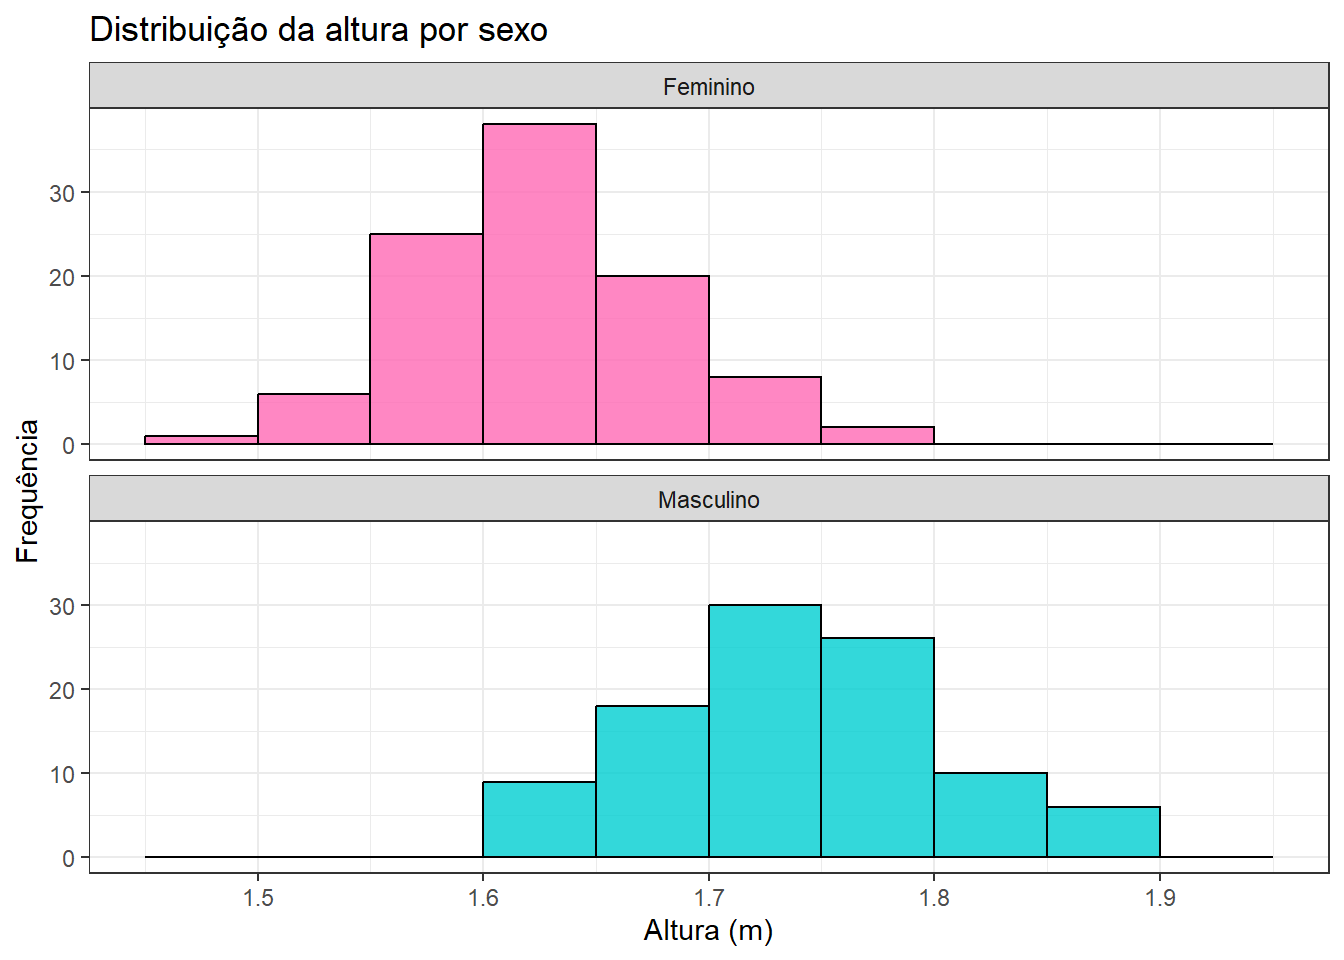 Distribuição da altura por sexo
Feminino
30
20
10
0
Frequência
Masculino
30
20
10
0
1.5 1.6 1.7 1.8 1.9
Altura (m)